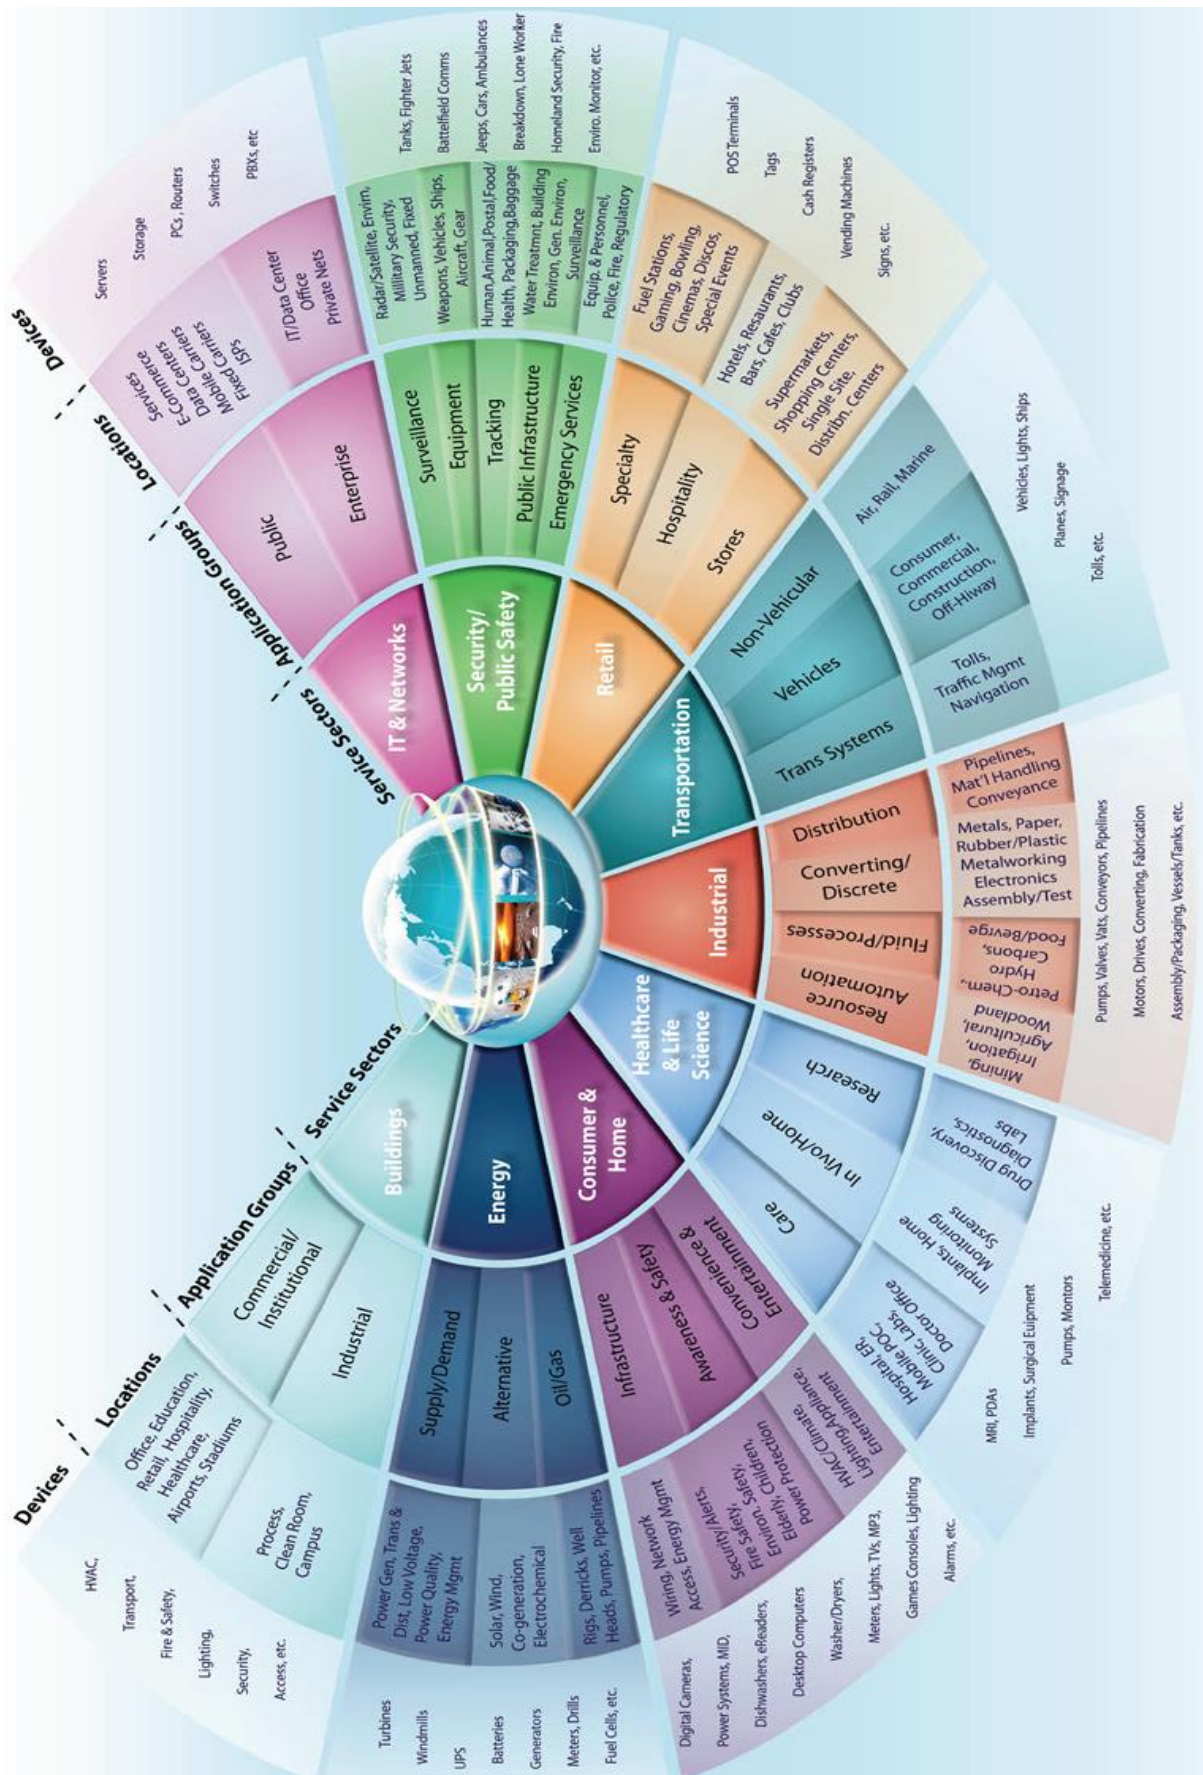 Devices
Locations
Application Groups
Service Sectors
Buildings
Commercial/
Institutional
Industrial
Office, Education,
Retail, Hospitality,
Healthcare,
Airports, Stadiums
Process,
Clean Room,
Campus
HVAC,
Transport,
Fire & Safety,
Lighting,
Security,
Access, etc.
Energy
Supply/Demand
Alternative
Oil/Gas
Power Gen, Trans &
Dist, Low Voltage,
Power Quality,
Energy Mgmt
Solar, Wind,
Co-generation,
Electrochemical
Rigs, Derricks, Well
Heads, Pumps, Pipelines
Turbines
Windmills
UPS
Batteries
Generators
Meters, Drills
Fuel Cells, etc.
Consumer &
Home
Infrastructure
Awareness & Safety
Convenience &
Entertainment
Wiring, Network
Access, Energy Mgmt
Security/Alerts,
Fire Safety,
Environ. Safety,
Elderly, Children,
Power Protection
HVAC/Climate,
Lighting,Appliance,
Entertainment
Digital Cameras,
Power Systems, MID,
Dishwashers, eReaders,
Desktop Computers
Washer/Dryers,
Meters, Lights, TVs, MP3,
Games Consoles, Lighting
Alarms, etc.
Healthcare
& Life
Science
Care
In Vivo/Home
Research
Hospital, ER,
Mobile POC,
Clinic, Labs,
Doctor Office
Implants, Home
Monitoring
Systems
Drug Discovery,
Diagnostics,
Labs
MRI, PDAs
Implants, Surgical Euipment
Pumps, Montors
Telemedicine, etc.
Industrial
Resource
Automation
Fluid/Processes
Converting/
Discrete
Distribution
Mining,
Irrigation,
Agricultural,
Woodland
Petro-Chem.,
Hydro
Carbons,
Food/Bevrge
Metals, Paper,
Rubber/Plastic
Metalworking
Electronics
Assembly/Test
Pipelines,
Mat'l Handling
Conveyance
Pumps, Valves, Vats, Conveyors, Pipelines
Motors, Drives, Converting, Fabrication
Assembly/Packaging, Vessels/Tanks, etc.
Transportation
Trans Systems
Vehicles
Non-Vehicular
Tolls,
Traffic Mgmt
Navigation
Consumer,
Commercial,
Construction,
Off-Hiway
Air, Rail, Marine
Vehicles, Lights, Ships
Planes, Signage
Tolls, etc.
Retail
Specialty
Hospitality
Stores
Fuel Stations,
Gaming, Bowling,
Cinemas, Discos,
Special Events
Hotels, Restaurants,
Bars, Cafes, Clubs
Supermarkets,
Shopping Centers,
Single Site,
Distribn. Centers
POS Terminals
Tags
Cash Registers
Vending Machines
Signs, etc.
Security/
Public Safety
Surveillance
Equipment
Tracking
Public Infrastructure
Emergency Services
Radar/Satellite, Envirn,
Millitary Security,
Unmanned, Fixed
Weapons, Vehicles, Ships,
Aircraft, Gear
Human,Animal,Postal,Food/
Health, Packaging,Baggage
Water Treatmnt, Building
Environ, Gen. Environ,
Surveillance
Equip. & Personnel,
Police, Fire, Regulatory
Tanks, Fighter Jets
Battelfield Comms
Jeeps, Cars, Ambulances
Breakdown, Lone Worker
Homeland Security, Fire
Enviro. Monitor, etc.
IT & Networks
Public
Enterprise
Services
E-Commerce
Data Centers
Mobile Carriers
Fixed Carriers
ISPs
IT/Data Center
Office
Private Nets
Servers
Storage
PCs , Routers
Switches
PBXs, etc
Service Sectors
Application Groups
Locations
Devices